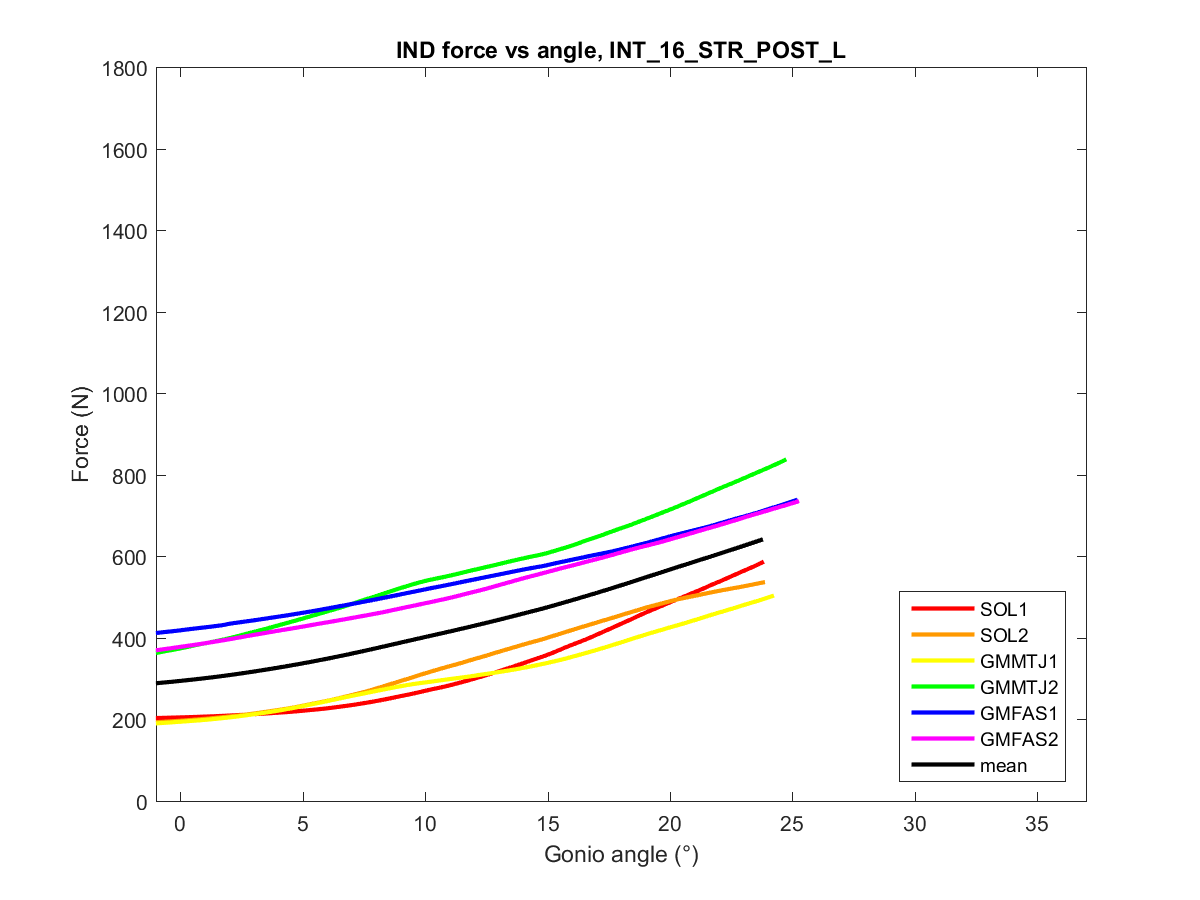 IND force vs angle, INT_16_STR_POST_L
1800
1600
1400
1200
1000
800
600
400
200
0
Force (N)
0 5 10 15 20 25 30 35
Gonio angle (°)
SOL1
SOL2
GMMTJ1
GMMTJ2
GMFAS1
GMFAS2
mean